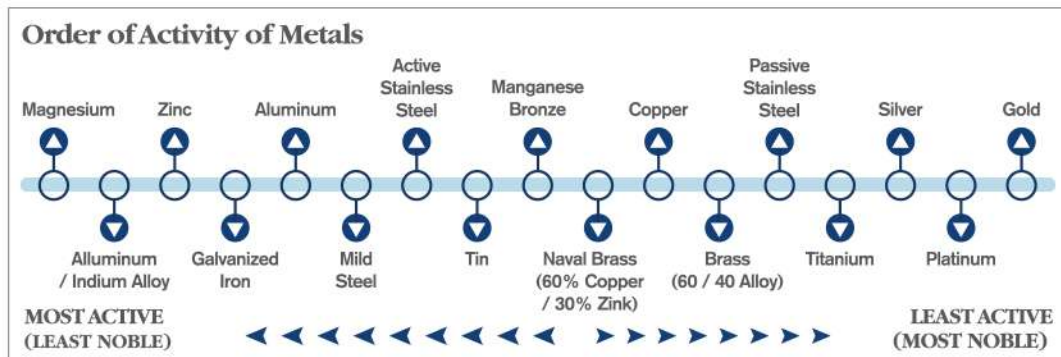 Order of Activity of Metals
Magnesium
Zinc
Aluminum
Active
Stainless
Steel
Manganese
Bronze
Copper
Passive
Stainless
Steel
Silver
Gold
Alluminum
/ Indium Alloy
Galvanized
Iron
Mild
Steel
Tin
Naval Brass
(60% Copper
/ 30% Zink)
Brass
(60 / 40 Alloy)
Titanium
Platinum
MOST ACTIVE
(LEAST NOBLE)
LEAST ACTIVE
(MOST NOBLE)